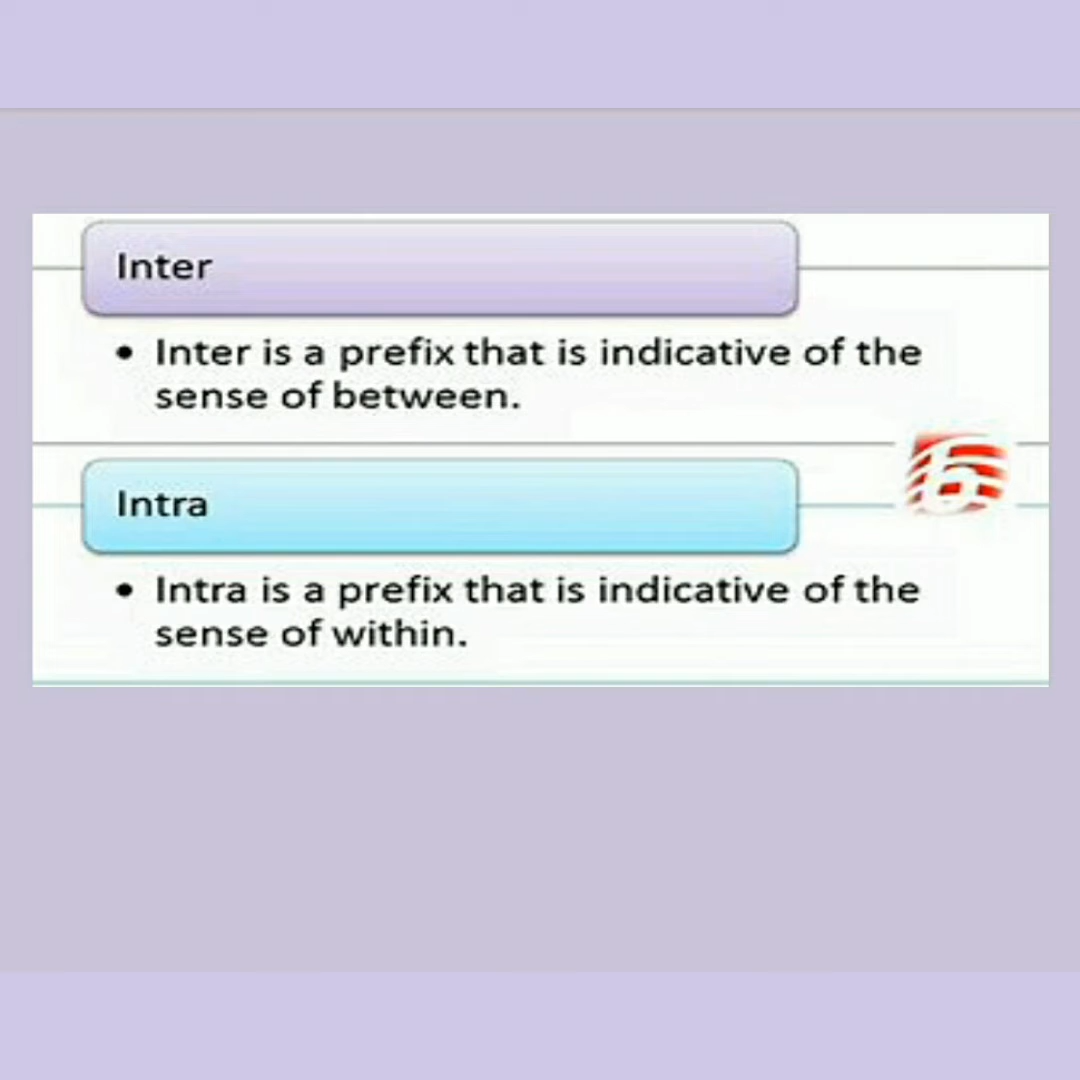 Inter
• Inter is a prefix that is indicative of the
sense of between.
Intra
• Intra is a prefix that is indicative of the
sense of within.